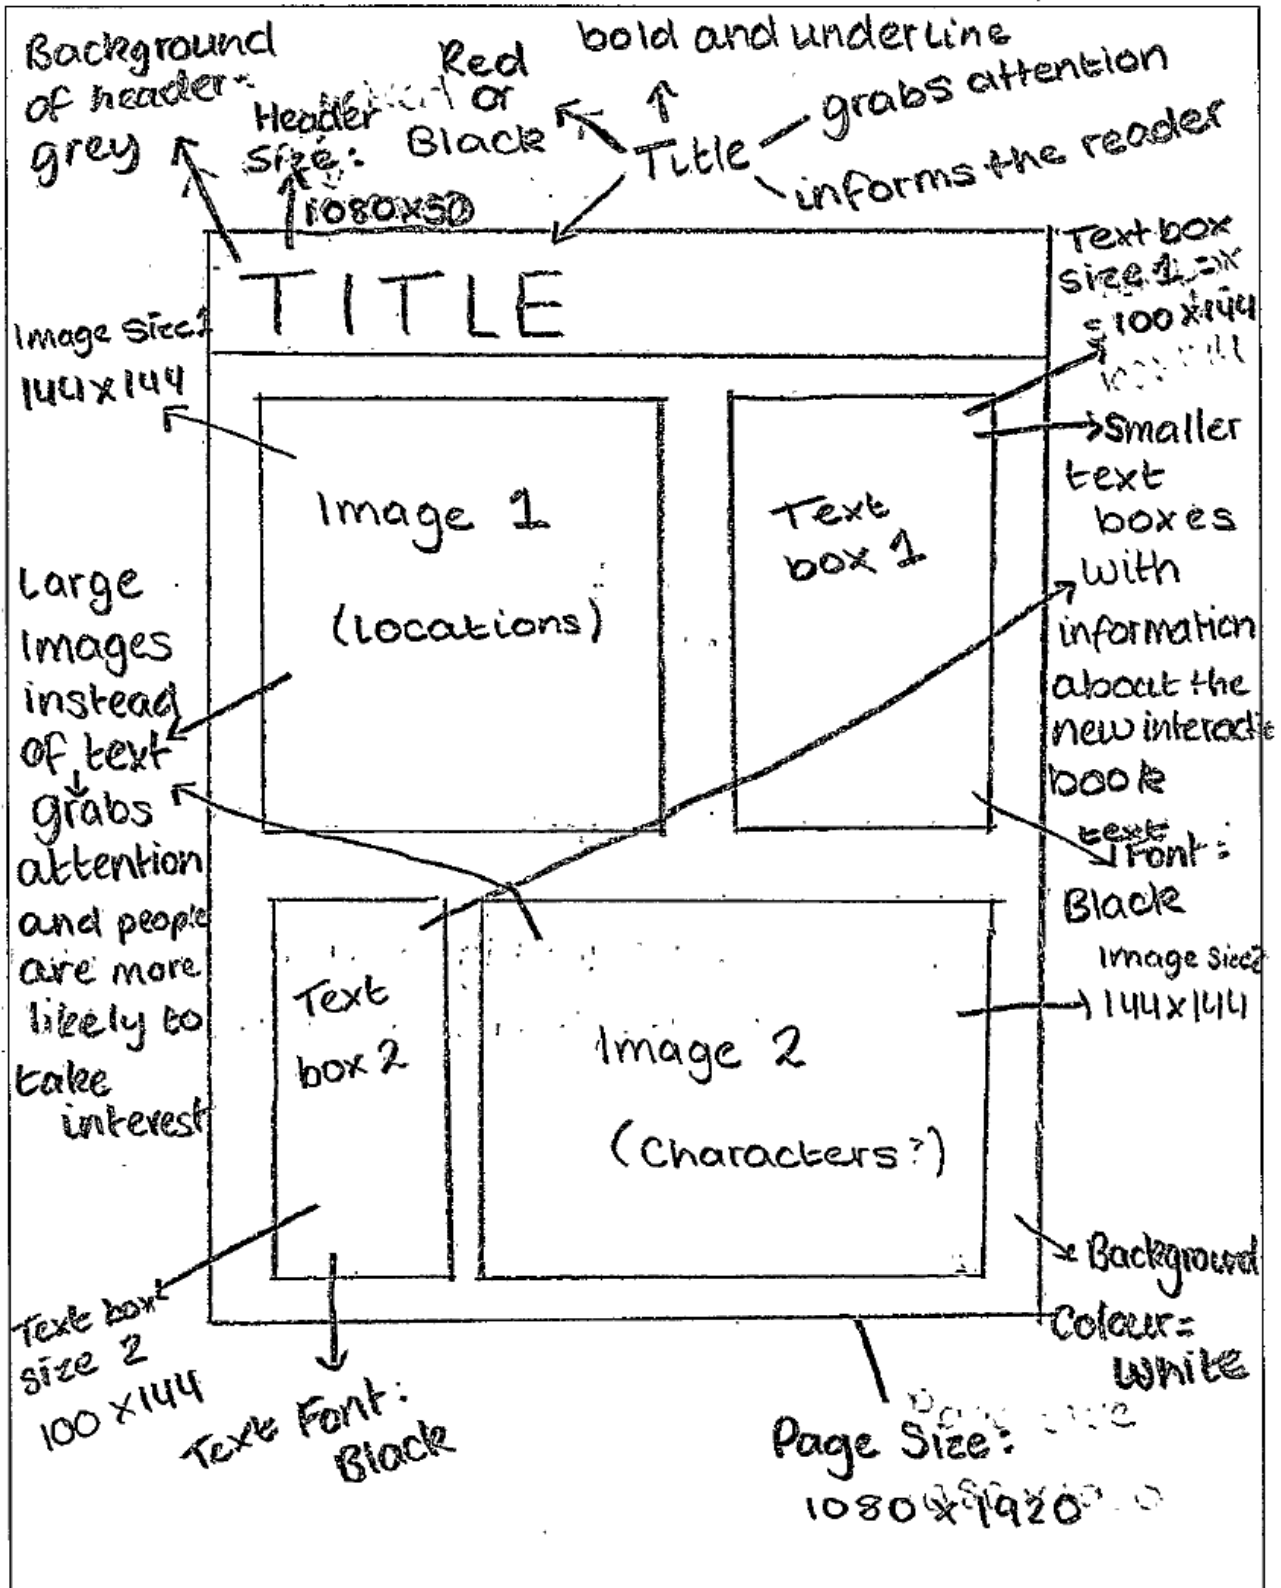 Background
of header
grey
Header
Size:
1080x50
Red
or
Black
bold and underline
Title
grabs attention
informs the reader
TITLE
Image size 1
144x144
Text box
size 1
= 100x144
Smaller
text
boxes
with
information
about the
new interacti
book
Image 1
(Locations)
Text
box 1
Large
Images
instead
of text
grabs
attention
and people
are more
likely to
take
interest
text
Font:
Black
Image size 2
144x144
Text
box 2
Image 2
(Characters?)
Background
Colour=
White
Text box
size 2
100x144
Text Font:
Black
Page Size:
1080x1920